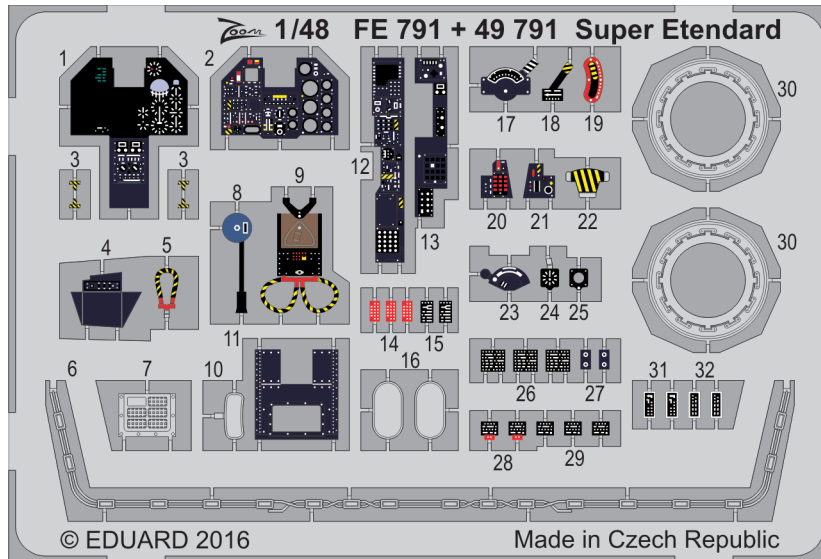 Zoom 1/48 FE 791 + 49 791 Super Etendard
1 2 17 18 19 30
3 3 12 13
8 9 20 21 22
4 5 23 24 25 30
11 14 15
6 7 10 16 26 27 31 32
28 29
© EDUARD 2016 Made in Czech Republic